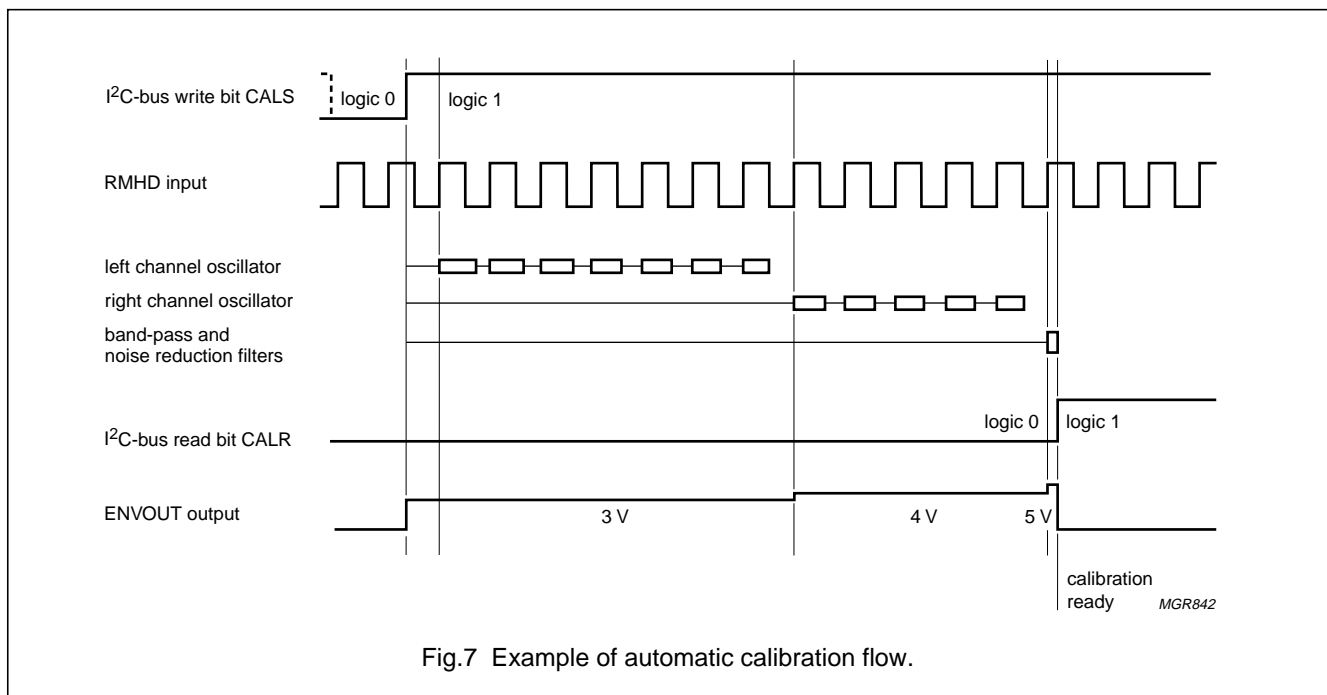 I2C-bus write bit CALS
logic 0
logic 1
RMHD input
left channel oscillator
right channel oscillator
band-pass and
noise reduction filters
logic 0
logic 1
I2C-bus read bit CALR
ENVOUT output
3 V
4 V
5 V
calibration
ready
MGR842
Fig.7 Example of automatic calibration flow.